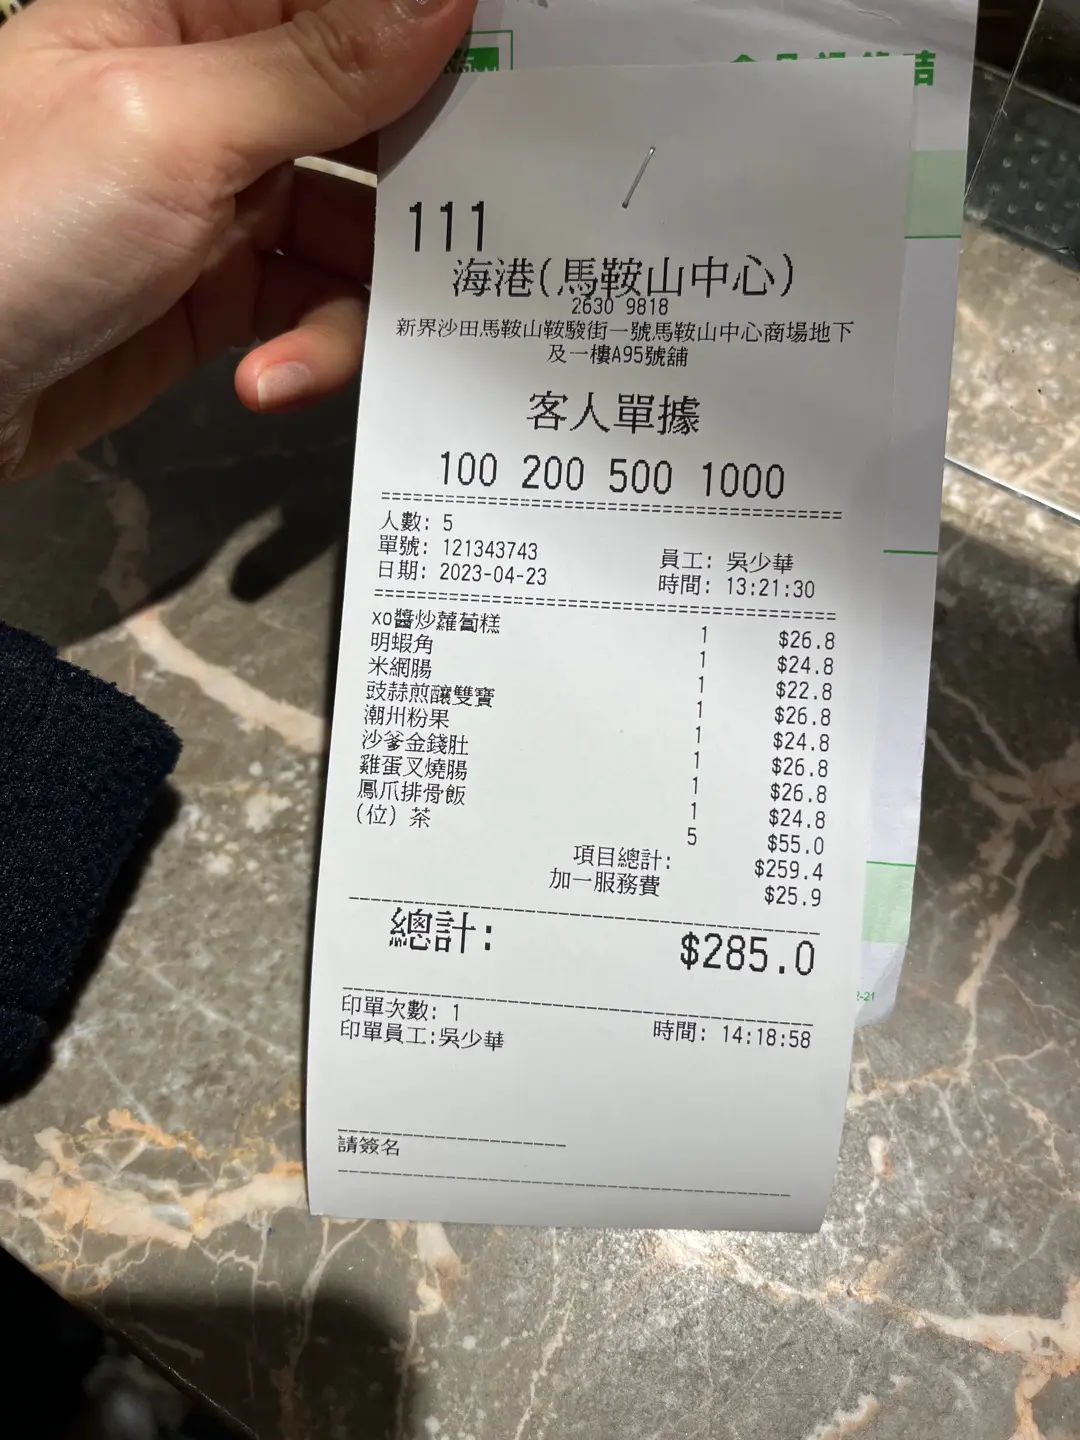 111
海港(馬鞍山中心)
2630 9818
新界沙田馬鞍山鞍駿街一號馬鞍山中心商場地下
及一樓A95號舖
客人單據
100 200 500 1000
人數: 5
單號: 121343743 員工: 吳少華
日期: 2023-04-23 時間: 13:21:30
xo醬炒蘿蔔糕 1 $26.8
明蝦角 1 $24.8
米網腸 1 $22.8
豉蒜煎釀雙寶 1 $26.8
潮州粉果 1 $24.8
沙爹金錢肚 1 $26.8
雞蛋叉燒腸 1 $26.8
鳳爪排骨飯 1 $24.8
(位) 茶 5 $55.0
項目總計: $259.4
加一服務費 $25.9
總計: $285.0
印單次數: 1
印單員工:吳少華 時間: 14:18:58
請簽名